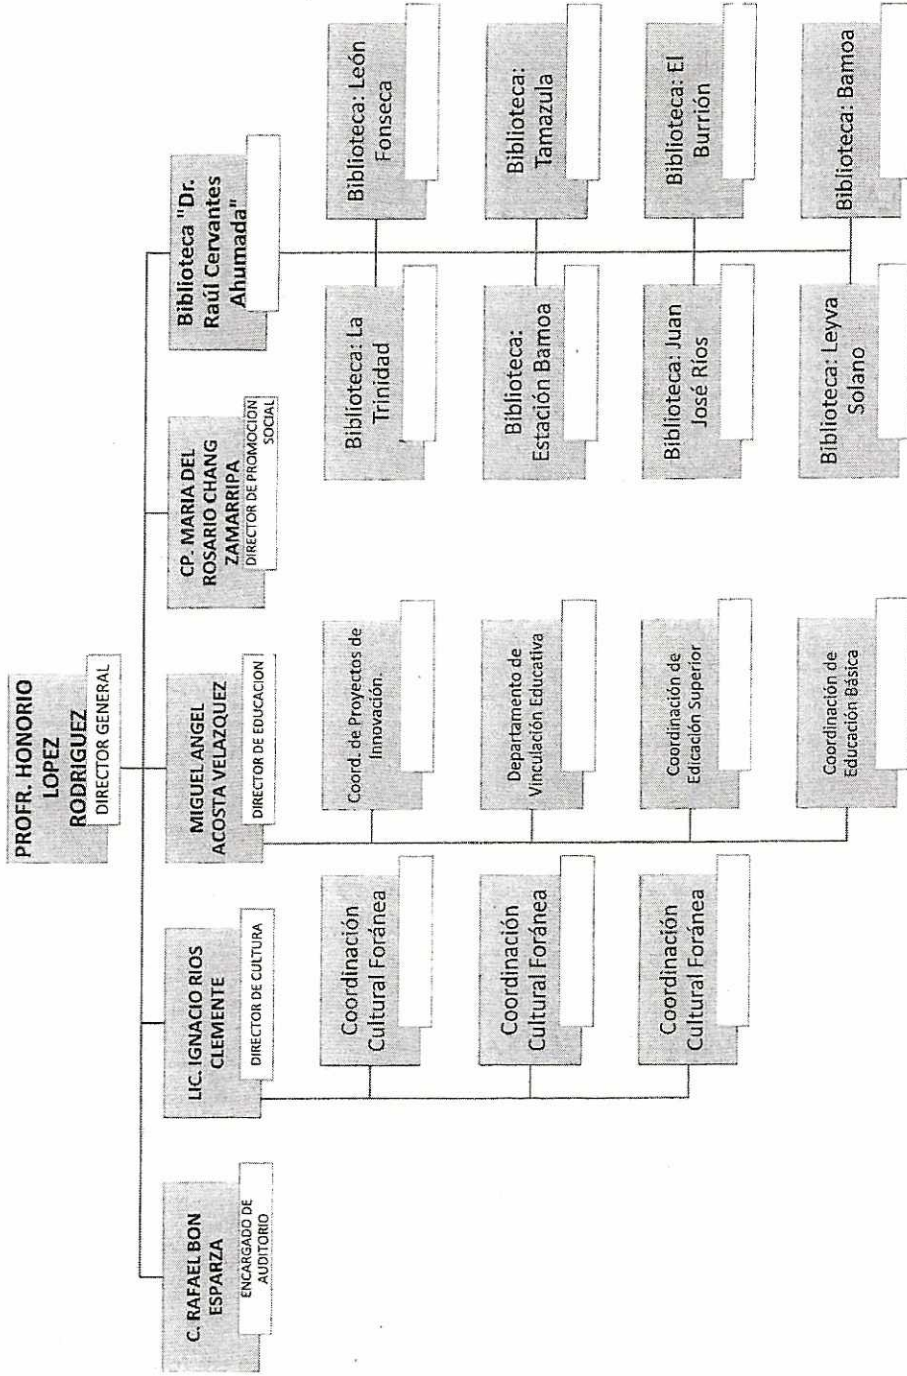 PROFR. HONORIO
LOPEZ
RODRIGUEZ
DIRECTOR GENERAL
C. RAFAEL BON
ESPARZA
ENCARGADO DE
AUDITORIO
LIC. IGNACIO RIOS
CLEMENTE
DIRECTOR DE CULTURA
MIGUEL ANGEL
ACOSTA VELAZQUEZ
DIRECTOR DE EDUCACION
CP. MARIA DEL
ROSARIO CHANG
ZAMARRIPA
DIRECTOR DE PROMOCION
SOCIAL
Biblioteca "Dr.
Raúl Cervantes
Ahumada"
Coordinación
Cultural Foránea
Coordinación
Cultural Foránea
Coordinación
Cultural Foránea
Coord. de Proyectos de
Innovación.
Departamento de
Vinculación Educativa
Coordinación de
Edicación Superior
Coordinación de
Educación Básica
Biblioteca: La
Trinidad
Biblioteca: León
Fonseca
Biblioteca:
Estación Bamoa
Biblioteca:
Tamazula
Biblioteca: Juan
José Ríos
Biblioteca: El
Burrión
Biblioteca: Leyva
Solano
Biblioteca: Bamoa